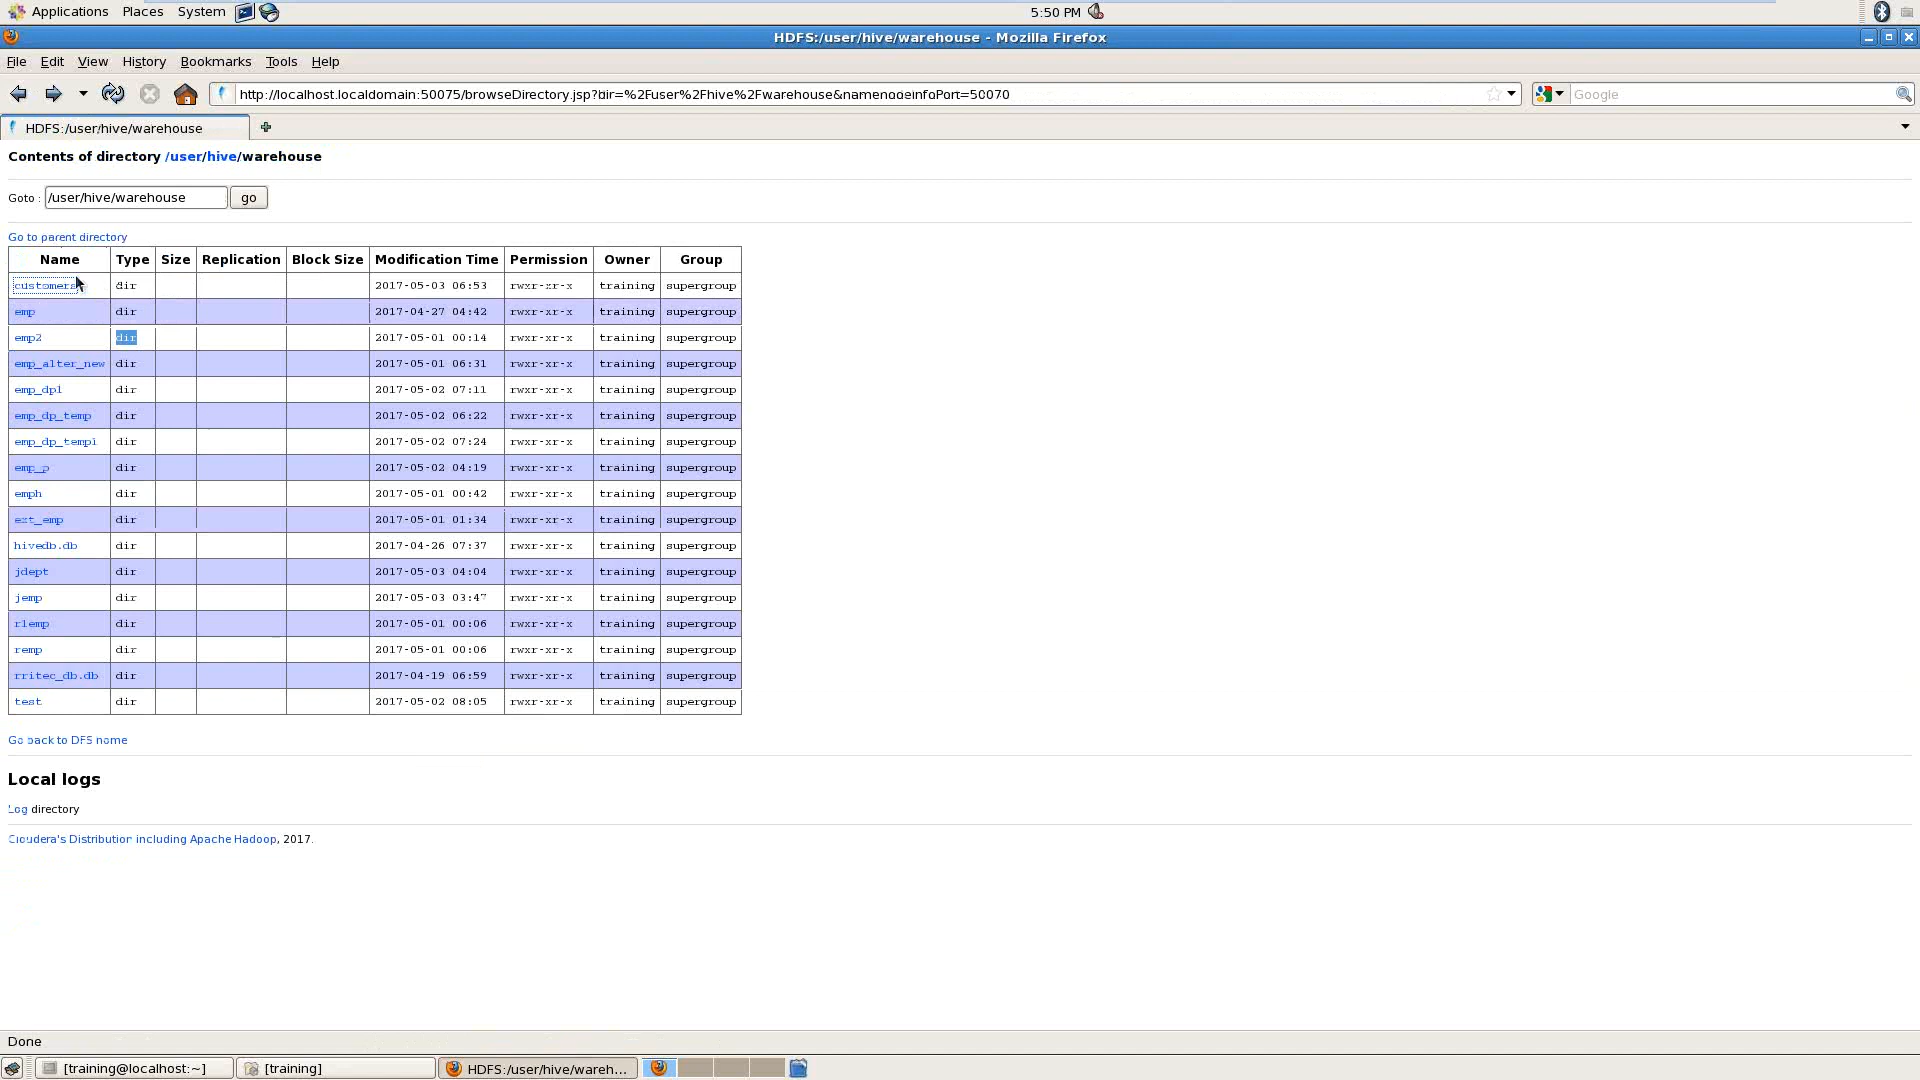 Applications Places System 5:50 PM
HDFS:/user/hive/warehouse - Mozilla Firefox
File Edit View History Bookmarks Tools Help
http://localhost.localdomain:50075/browseDirectory.jsp?dir=%2Fuser%2Fhive%2Fwarehouse&namenodeinfoPort=50070 Google
HDFS:/user/hive/warehouse
Contents of directory /user/hive/warehouse
Goto : /user/hive/warehouse go
Go to parent directory
Name Type Size Replication Block Size Modification Time Permission Owner Group
customers dir 2017-05-03 06:53 rwxr-xr-x training supergroup
emp dir 2017-04-27 04:42 rwxr-xr-x training supergroup
emp2 dir 2017-05-01 00:14 rwxr-xr-x training supergroup
emp_alter_new dir 2017-05-01 06:31 rwxr-xr-x training supergroup
emp_dp1 dir 2017-05-02 07:11 rwxr-xr-x training supergroup
emp_dp_temp dir 2017-05-02 06:22 rwxr-xr-x training supergroup
emp_dp_temp1 dir 2017-05-02 07:24 rwxr-xr-x training supergroup
emp_p dir 2017-05-02 04:19 rwxr-xr-x training supergroup
emph dir 2017-05-01 00:42 rwxr-xr-x training supergroup
ext_emp dir 2017-05-01 01:34 rwxr-xr-x training supergroup
hivedb.db dir 2017-04-26 07:37 rwxr-xr-x training supergroup
jdept dir 2017-05-03 04:04 rwxr-xr-x training supergroup
jemp dir 2017-05-03 03:47 rwxr-xr-x training supergroup
r1emp dir 2017-05-01 00:06 rwxr-xr-x training supergroup
remp dir 2017-05-01 00:06 rwxr-xr-x training supergroup
rritec_db.db dir 2017-04-19 06:59 rwxr-xr-x training supergroup
test dir 2017-05-02 08:05 rwxr-xr-x training supergroup
Go back to DFS home
Local logs
Log directory
Cloudera's Distribution including Apache Hadoop, 2017.
Done
[training@localhost:~] [training] HDFS:/user/hive/wareh...